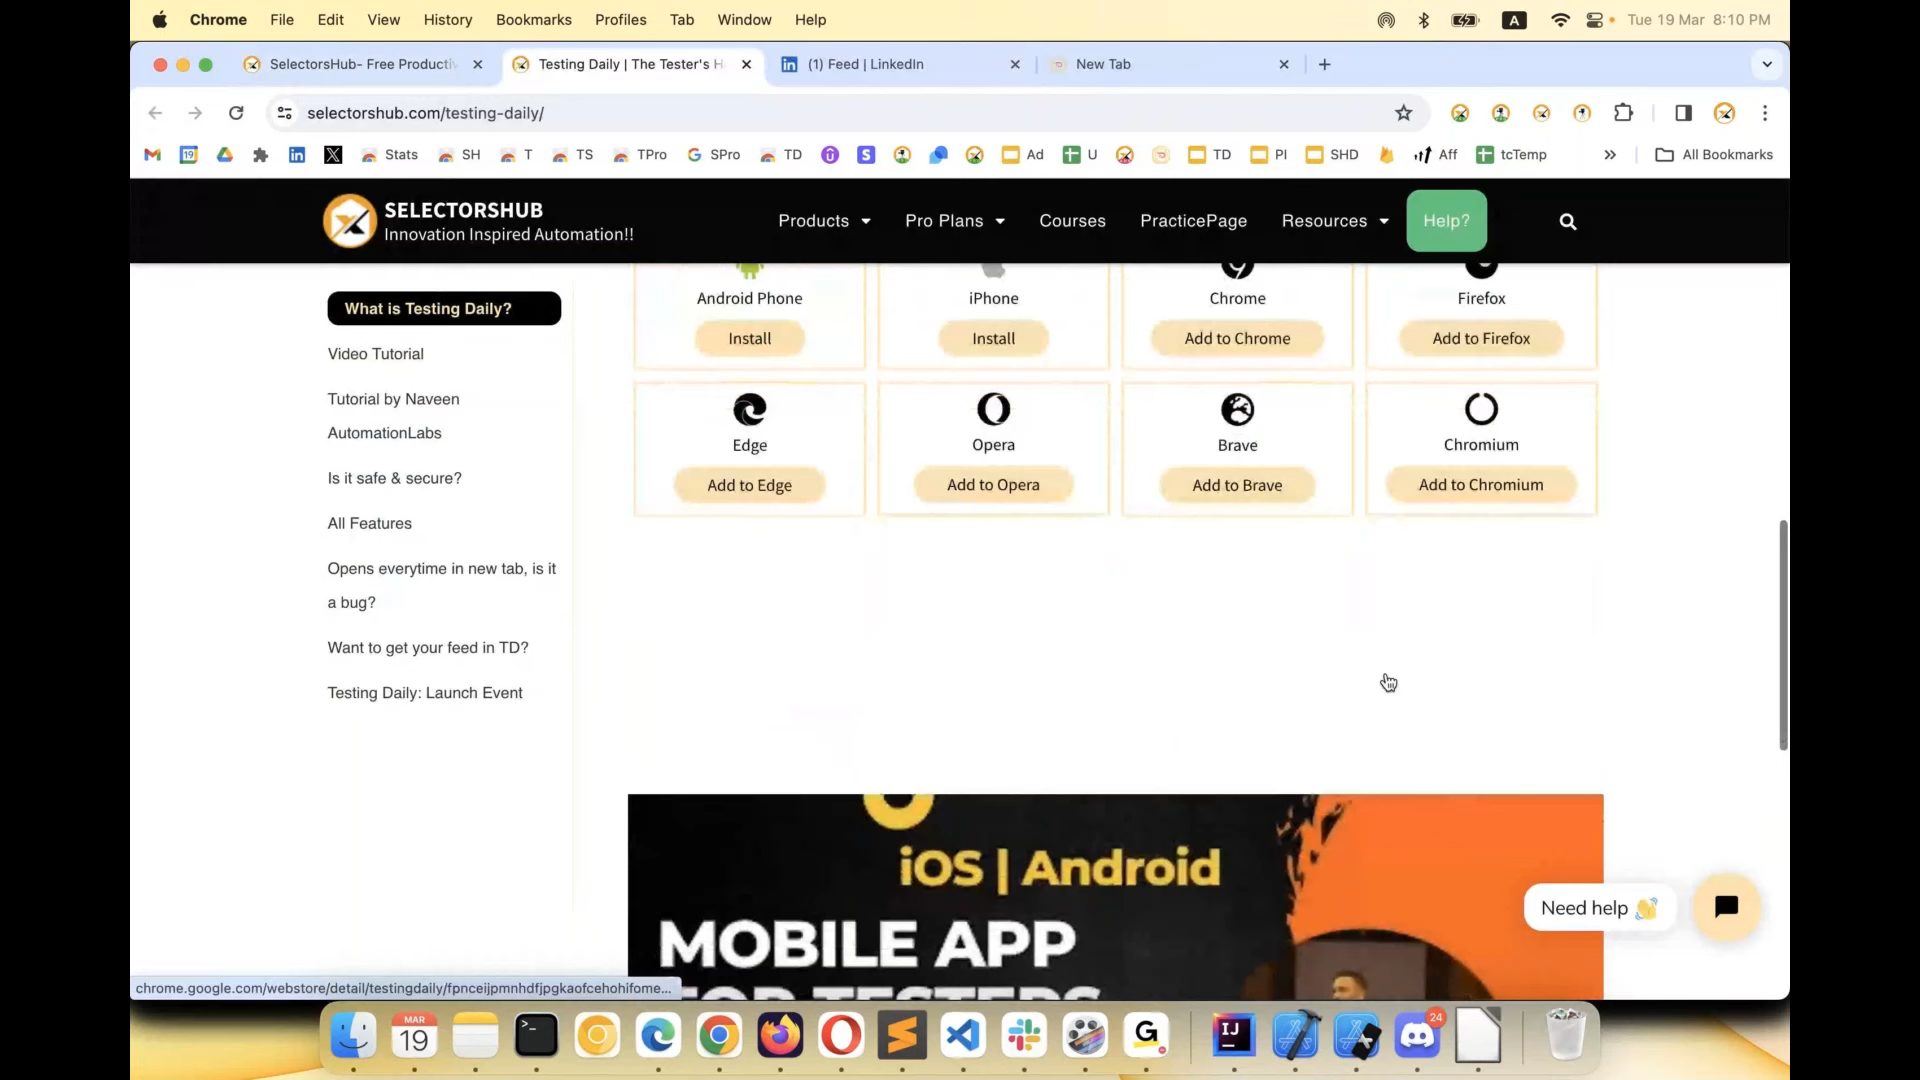 Chrome File Edit View History Bookmarks Profiles Tab Window Help A Tue 19 Mar 8:10 PM
SelectorsHub- Free Producti Testing Daily | The Tester's H (1) Feed | LinkedIn New Tab
selectorshub.com/testing-daily/
19 Stats SH T TS TPro SPro TD Ad U TD PI SHD Aff tcTemp All Bookmarks
SELECTORSHUB
Innovation Inspired Automation!!
Products Pro Plans Courses PracticePage Resources Help?
What is Testing Daily?
Video Tutorial
Tutorial by Naveen
AutomationLabs
Is it safe & secure?
All Features
Opens everytime in new tab, is it
a bug?
Want to get your feed in TD?
Testing Daily: Launch Event
Android Phone iPhone Chrome Firefox
Install Install Add to Chrome Add to Firefox
Edge Opera Brave Chromium
Add to Edge Add to Opera Add to Brave Add to Chromium
iOS | Android
MOBILE APP
FOR TESTERS
Need help
chrome.google.com/webstore/detail/testingdaily/fpnceijpmnhdfjpgkaofcehohifome...
MAR
19
IJ
24